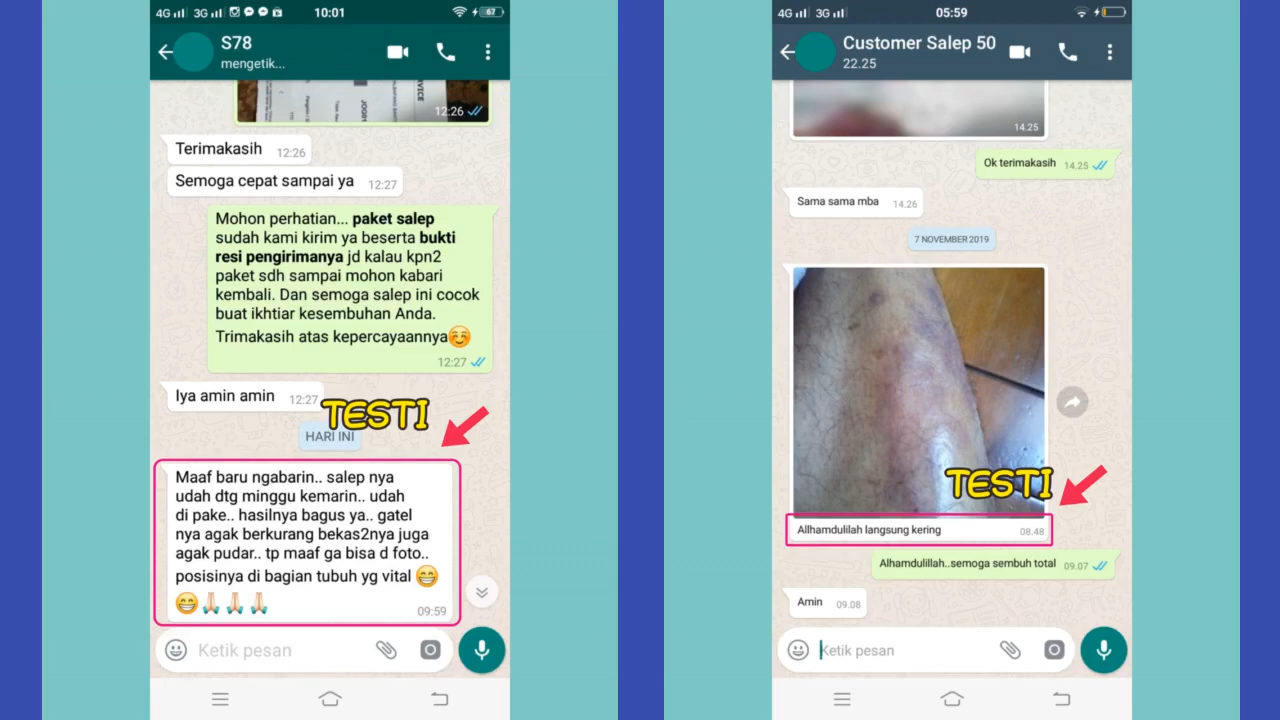 4G 3G 10:01 67
S78
mengetik...
12:26
Terimakasih 12:26
Semoga cepat sampai ya 12:27
Mohon perhatian... paket salep
sudah kami kirim ya beserta bukti
resi pengirimanya jd kalau kpn2
paket sdh sampai mohon kabari
kembali. Dan semoga salep ini cocok
buat ikhtiar kesembuhan Anda.
Trimakasih atas kepercayaannya😊
12:27
Iya amin amin 12:27
TESTI
HARI INI
Maaf baru ngabarin.. salep nya
udah dtg minggu kemarin.. udah
di pake.. hasilnya bagus ya.. gatel
nya agak berkurang bekas2nya juga
agak pudar.. tp maaf ga bisa d foto..
posisinya di bagian tubuh yg vital 😁
😁🙏🏻🙏🏻🙏🏻 09:59
Ketik pesan
4G 3G 05:59
Customer Salep 50
22.25
14.25
Ok terimakasih 14.25
Sama sama mba 14.26
7 NOVEMBER 2019
TESTI
Allhamdulilah langsung kering 08.48
Alhamdulillah..semoga sembuh total 09.07
Amin 09.08
Ketik pesan